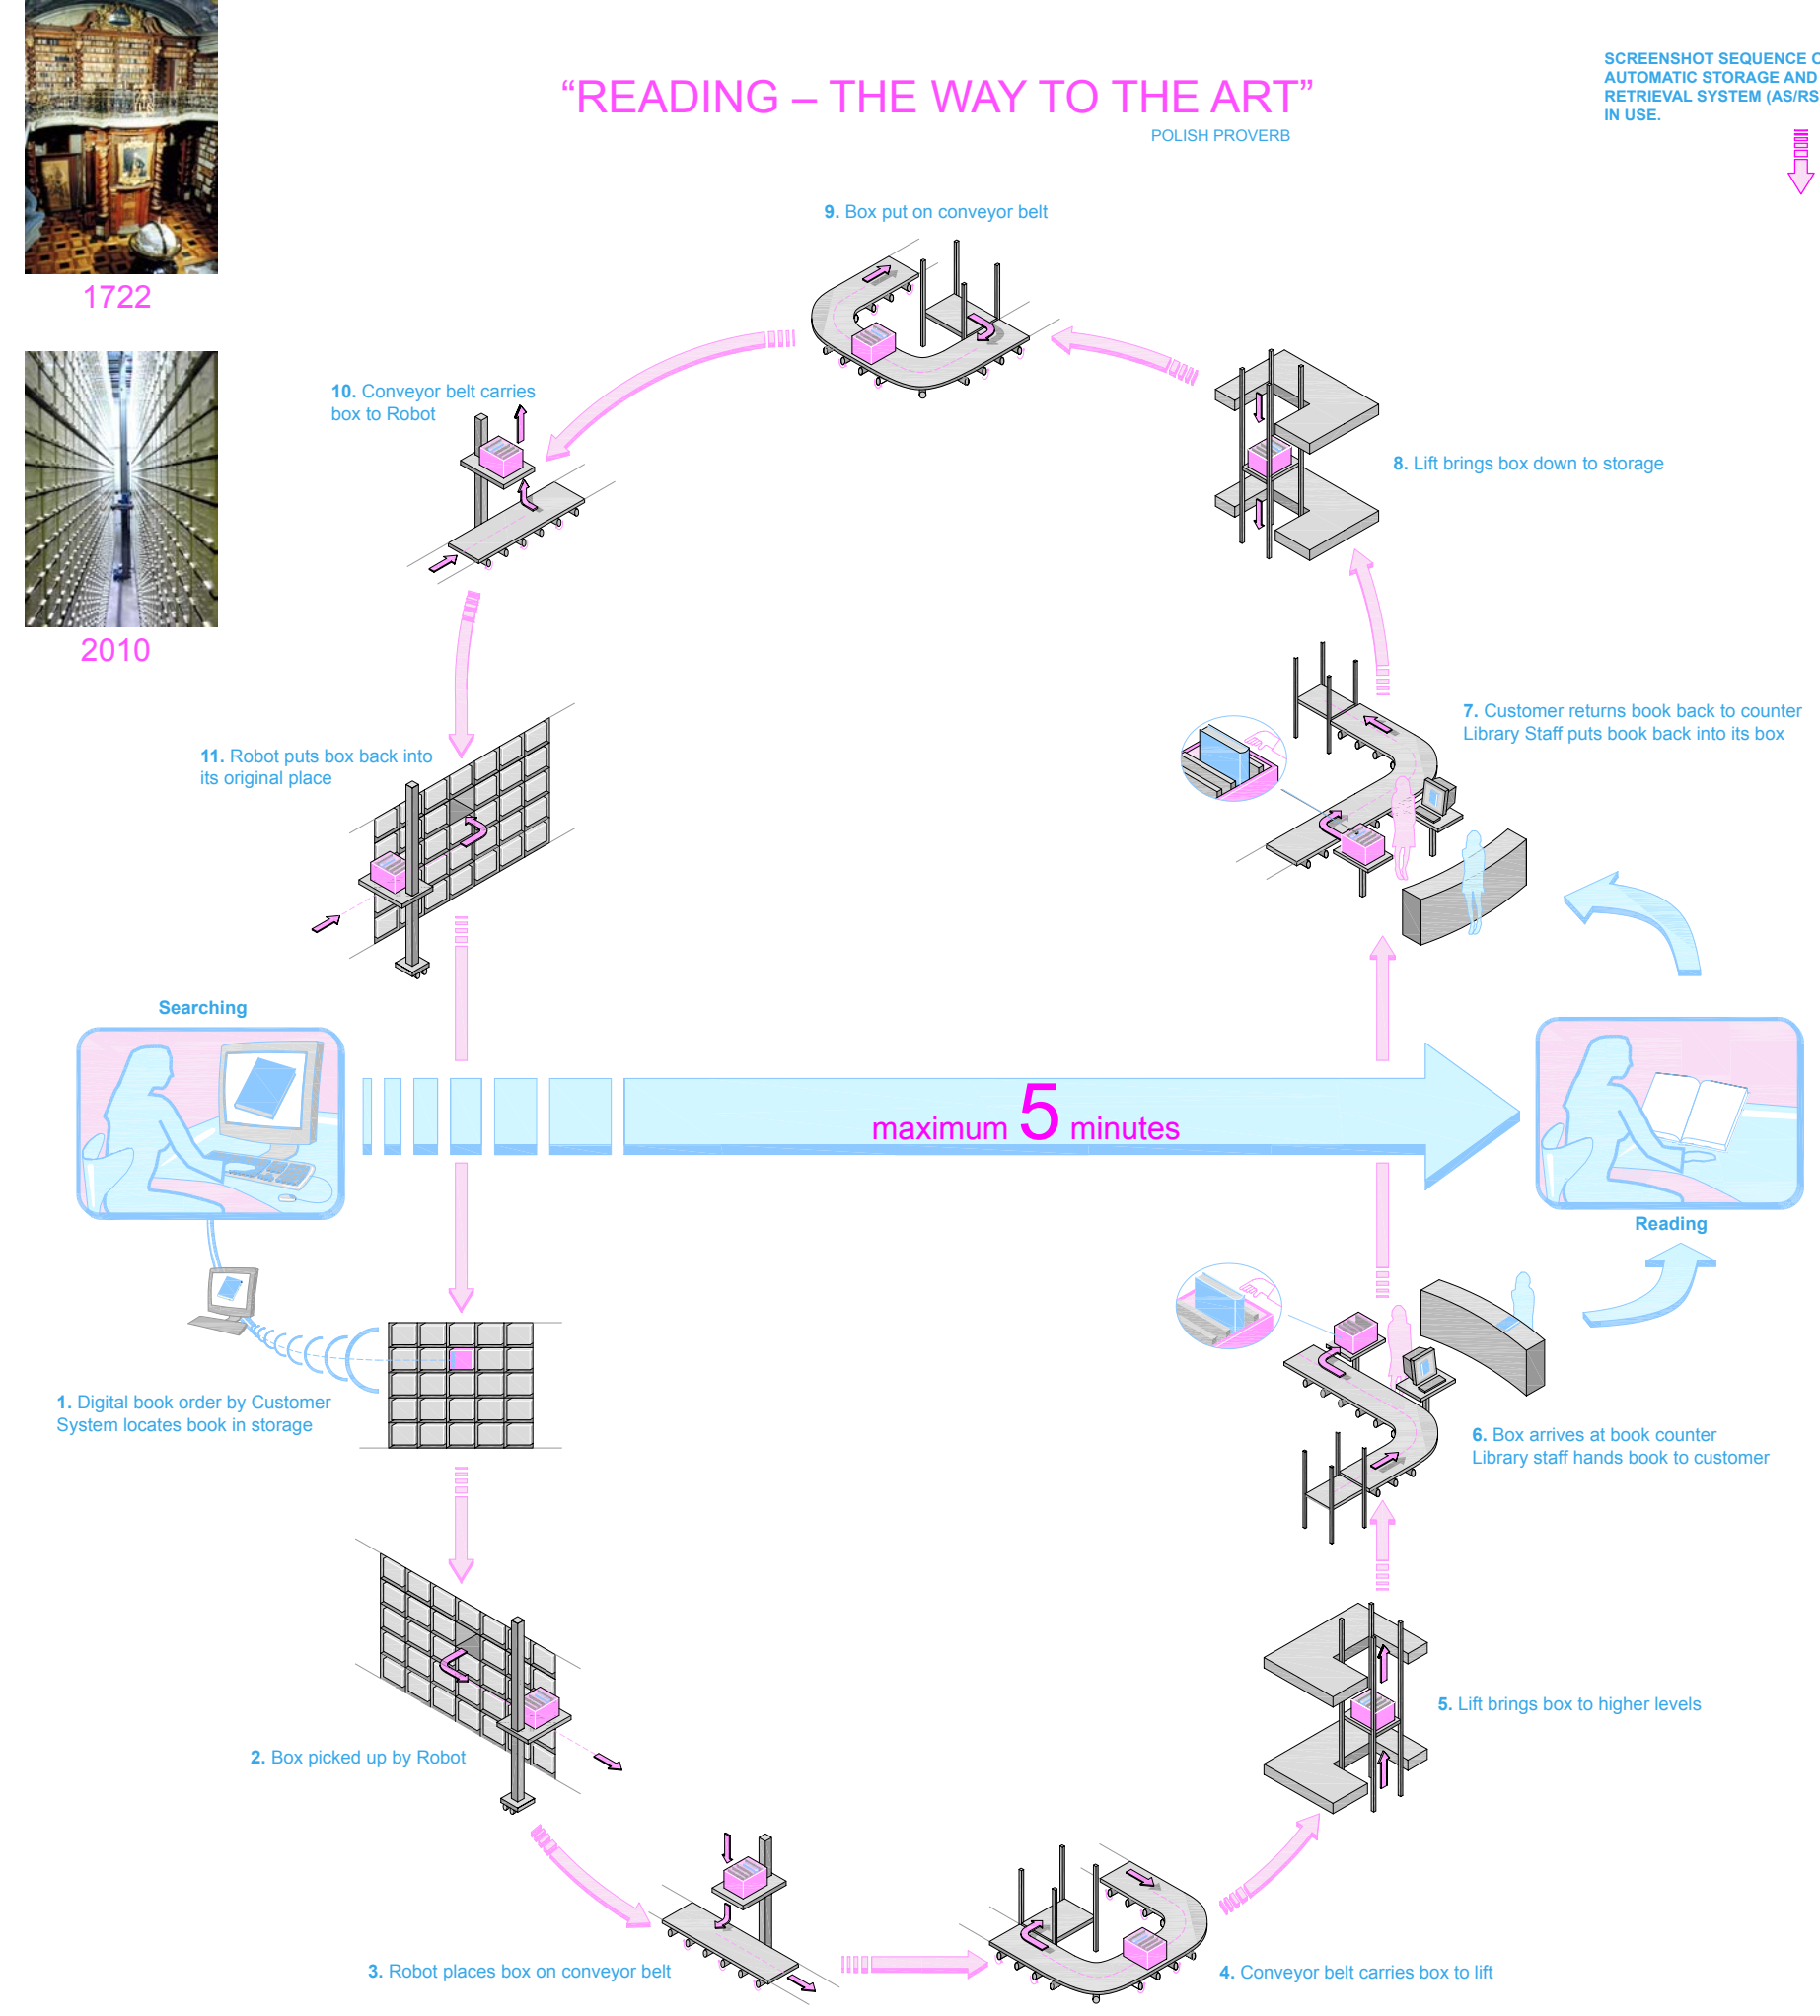 “READING – THE WAY TO THE ART”
POLISH PROVERB
SCREENSHOT SEQUENCE
AUTOMATIC STORAGE AND
RETRIEVAL SYSTEM (AS/RS
IN USE.
1722
2010
9. Box put on conveyor belt
10. Conveyor belt carries
box to Robot
8. Lift brings box down to storage
7. Customer returns book back to counter
Library Staff puts book back into its box
11. Robot puts box back into
its original place
Searching
maximum 5 minutes
Reading
1. Digital book order by Customer
System locates book in storage
6. Box arrives at book counter
Library staff hands book to customer
5. Lift brings box to higher levels
2. Box picked up by Robot
3. Robot places box on conveyor belt
4. Conveyor belt carries box to lift